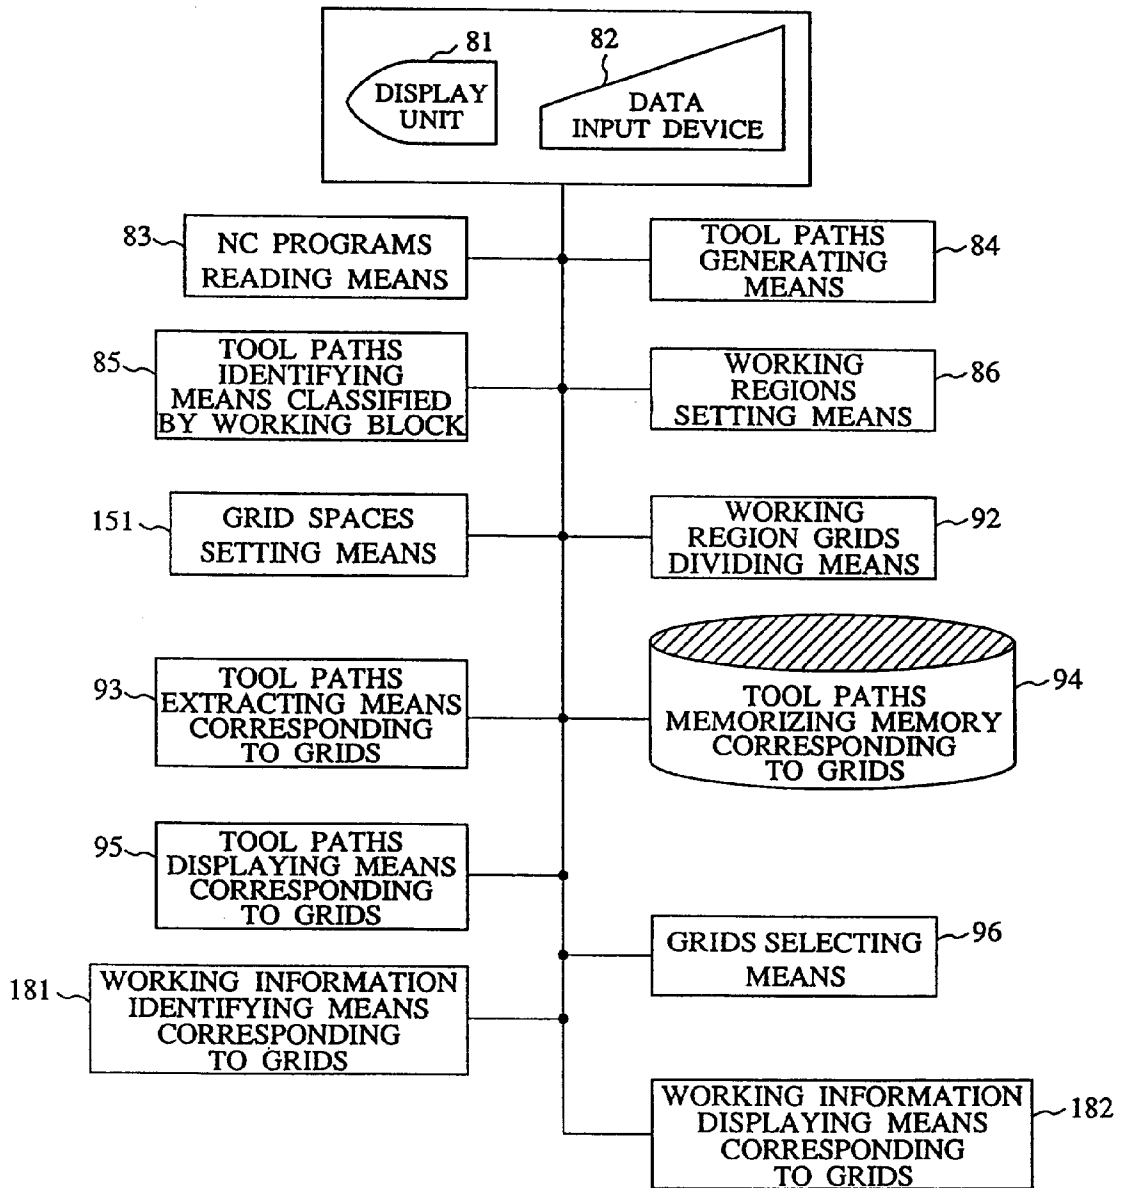 81
82
DISPLAY
UNIT
DATA
INPUT DEVICE
83
NC PROGRAMS
READING MEANS
TOOL PATHS
GENERATING
MEANS
84
85
TOOL PATHS
IDENTIFYING
MEANS CLASSIFIED
BY WORKING BLOCK
WORKING
REGIONS
SETTING MEANS
86
151
GRID SPACES
SETTING MEANS
WORKING
REGION GRIDS
DIVIDING MEANS
92
93
TOOL PATHS
EXTRACTING MEANS
CORRESPONDING
TO GRIDS
TOOL PATHS
MEMORIZING MEMORY
CORRESPONDING
TO GRIDS
94
95
TOOL PATHS
DISPLAYING MEANS
CORRESPONDING
TO GRIDS
GRIDS SELECTING
MEANS
96
181
WORKING INFORMATION
IDENTIFYING MEANS
CORRESPONDING
TO GRIDS
WORKING INFORMATION
DISPLAYING MEANS
CORRESPONDING
TO GRIDS
182